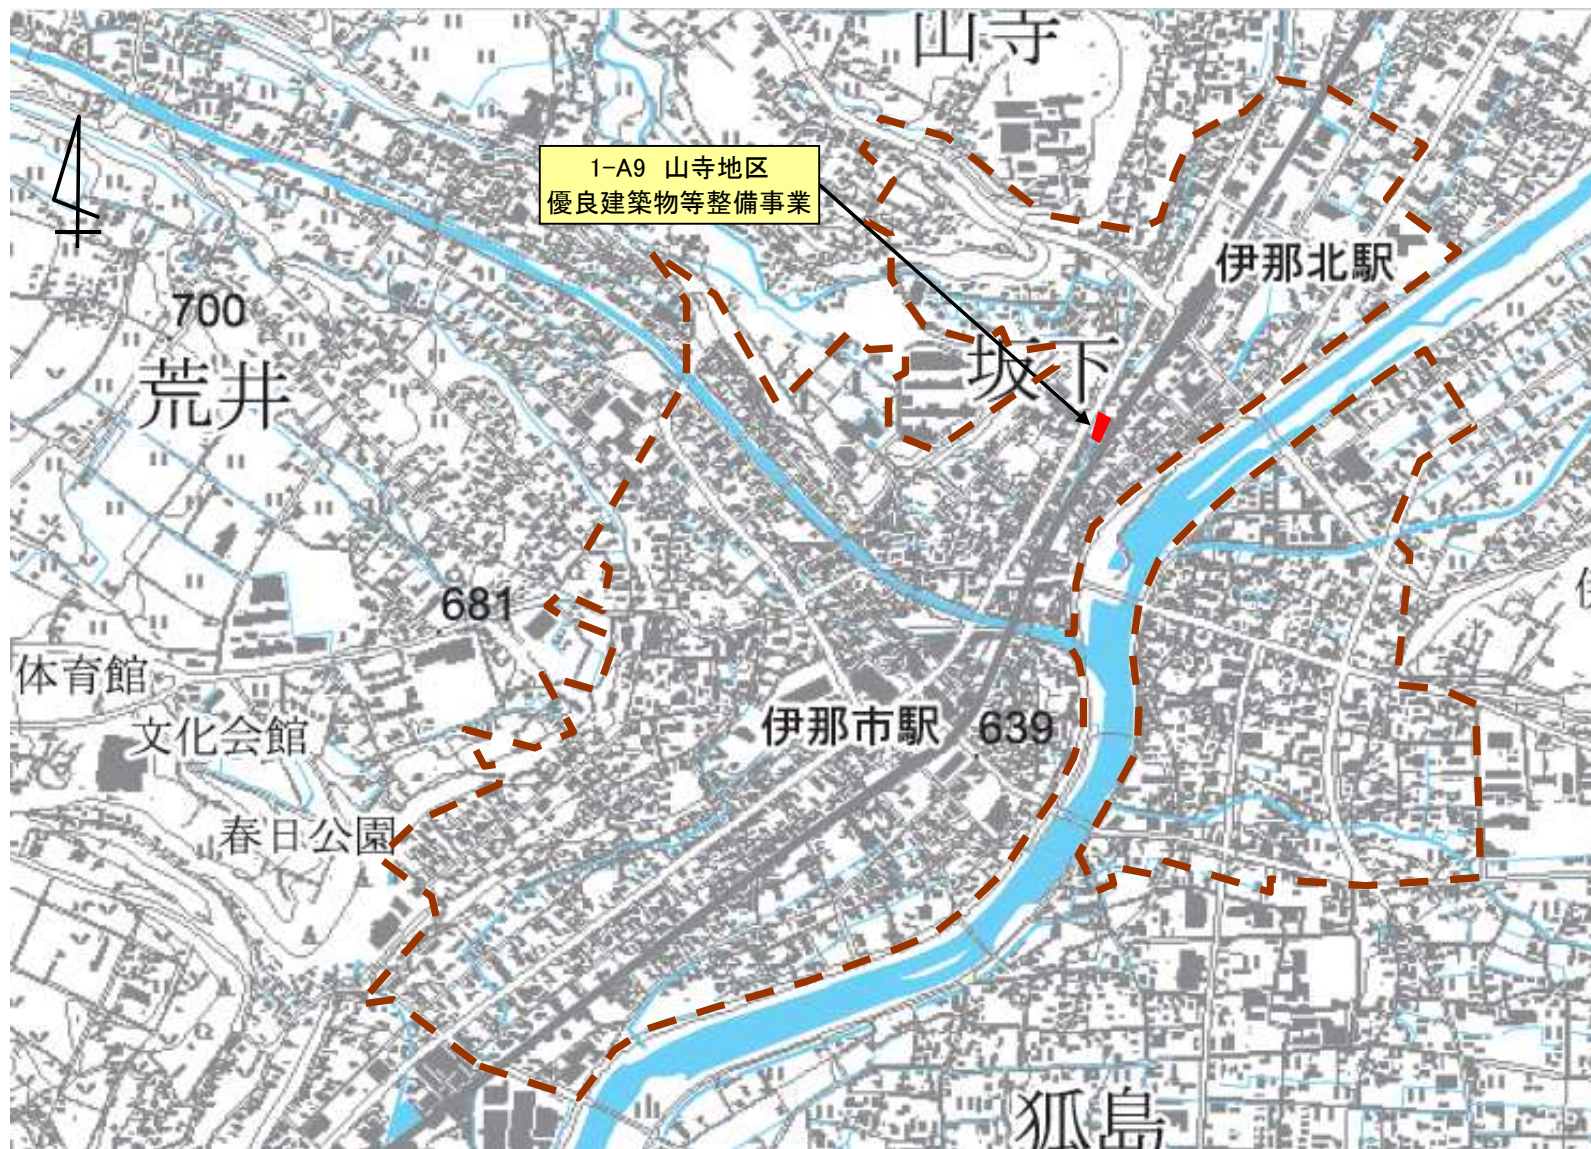 山寺
1-A9 山寺地区
優良建築物等整備事業
伊那北駅
700
荒井
坂下
681
体育館
文化会館
伊那市駅
639
春日公園
狐島